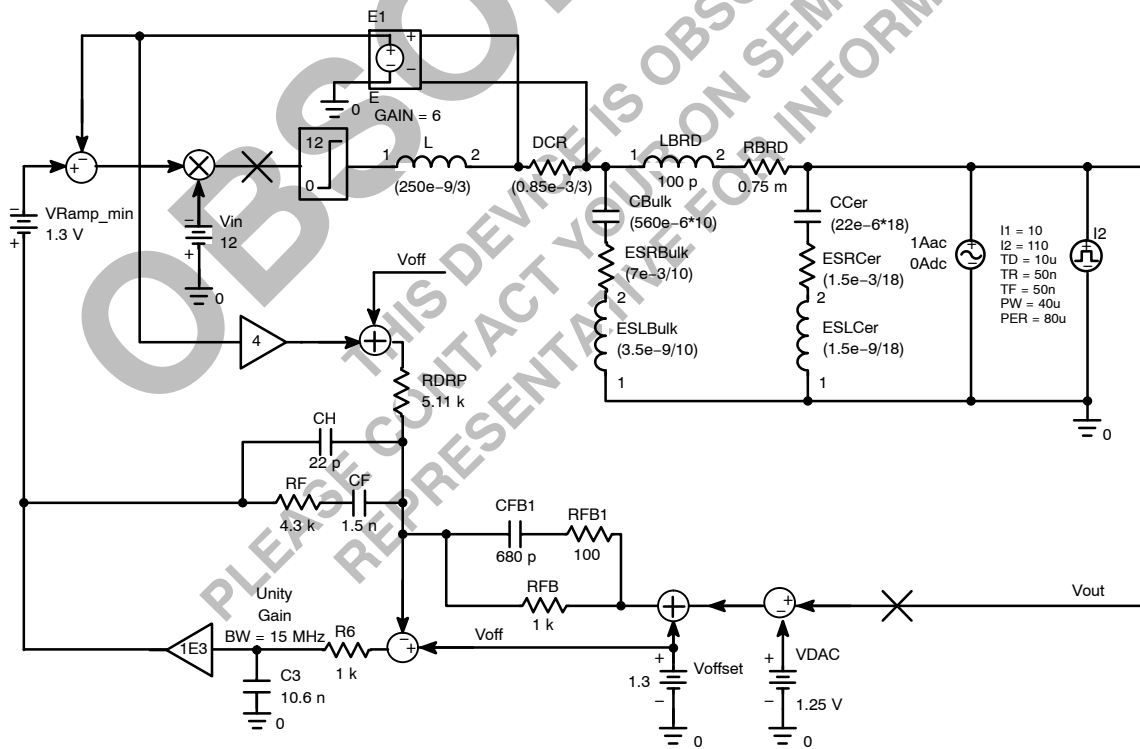 E1
+
+
−
−
E
0
GAIN = 6
12
0
L
1
2
(250e−9/3)
DCR
(0.85e−3/3)
LBRD
1
2
100 p
RBRD
0.75 m
−
+
−
VRamp_min
1.3 V
+
−
Vin
12
+
0
CBulk
(560e−6*10)
ESRBulk
(7e−3/10)
2
ESLBulk
(3.5e−9/10)
1
CCer
(22e−6*18)
ESRCer
(1.5e−3/18)
2
ESLCer
(1.5e−9/18)
1
1Aac
0Adc
+
−
I1 = 10
I2 = 110
TD = 10u
TR = 50n
TF = 50n
PW = 40u
PER = 80u
I2
+
−
0
Voff
4
RDRP
5.11 k
CH
22 p
RF
4.3 k
CF
1.5 n
CFB1
680 p
RFB1
100
RFB
1 k
Unity
Gain
BW = 15 MHz
1E3
R6
1 k
C3
10.6 n
0
−
+
Voff
+
1.3
−
Voffset
0
+
−
VDAC
+
−
1.25 V
0
Vout
THIS DEVICE IS OBSO
PLEASE CONTACT YOUR ON SEM
REPRESENTATIVE FOR INFORM
OBSO